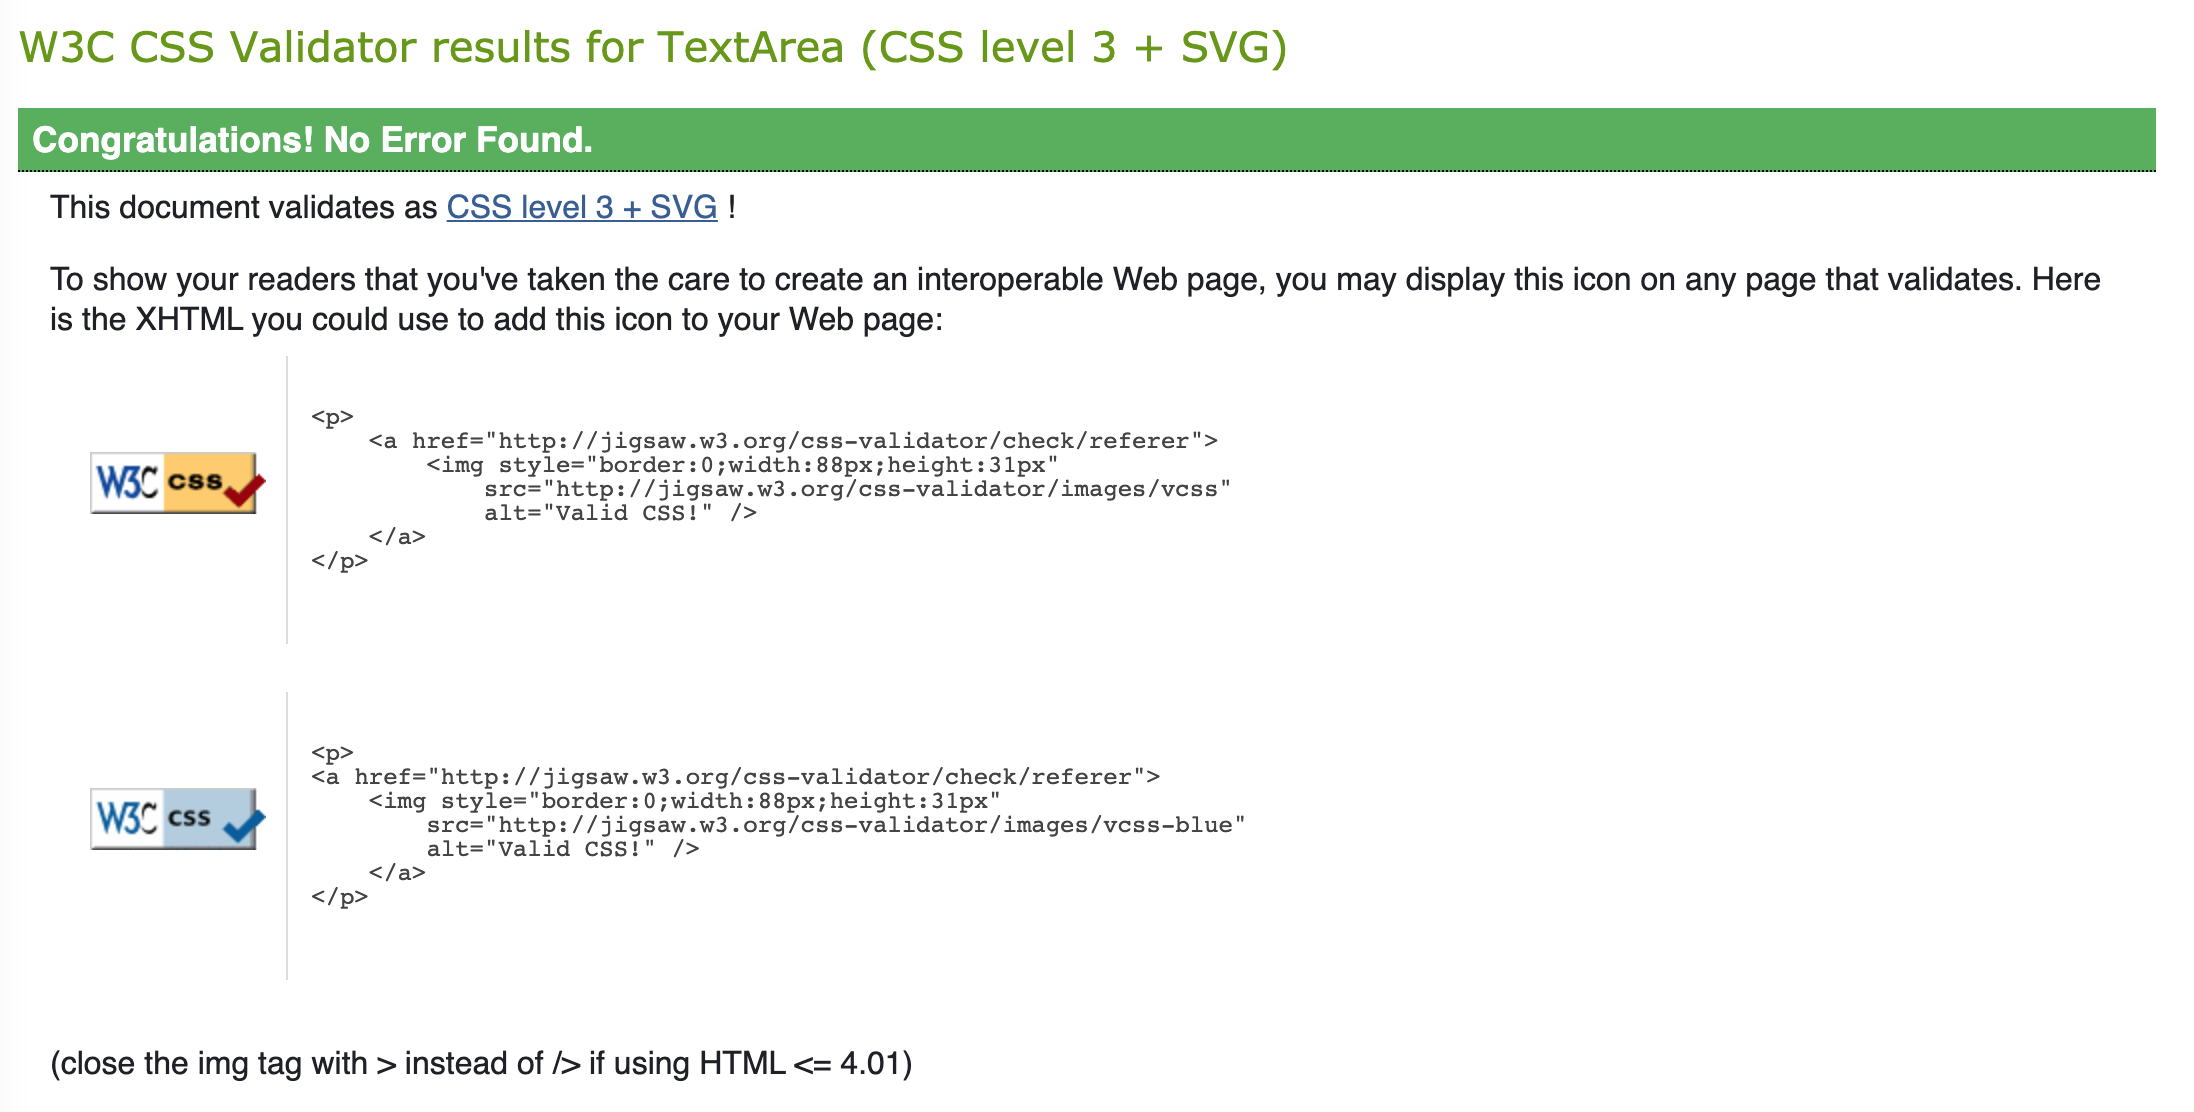 W3C CSS Validator results for TextArea (CSS level 3 + SVG)
Congratulations! No Error Found.
This document validates as CSS level 3 + SVG !
To show your readers that you've taken the care to create an interoperable Web page, you may display this icon on any page that validates. Here
is the XHTML you could use to add this icon to your Web page:
W3C css
<p>
    <a href="http://jigsaw.w3.org/css-validator/check/referer">
        <img style="border:0;width:88px;height:31px"
            src="http://jigsaw.w3.org/css-validator/images/vcss"
            alt="Valid CSS!" />
    </a>
</p>
W3C css
<p>
<a href="http://jigsaw.w3.org/css-validator/check/referer">
    <img style="border:0;width:88px;height:31px"
        src="http://jigsaw.w3.org/css-validator/images/vcss-blue"
        alt="Valid CSS!" />
    </a>
</p>
(close the img tag with > instead of /> if using HTML <= 4.01)